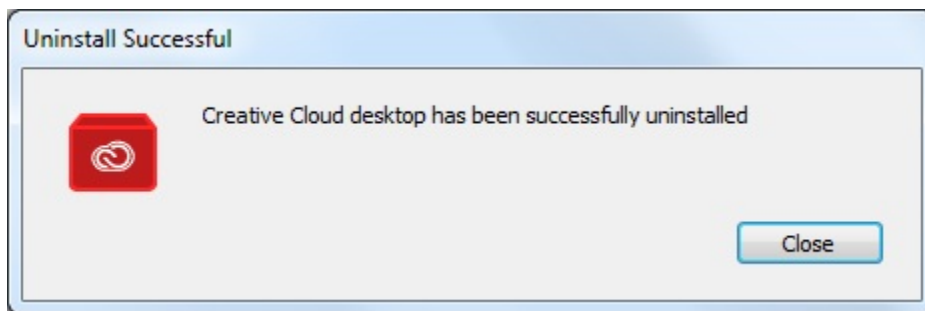 Uninstall Successful
Creative Cloud desktop has been successfully uninstalled
Close